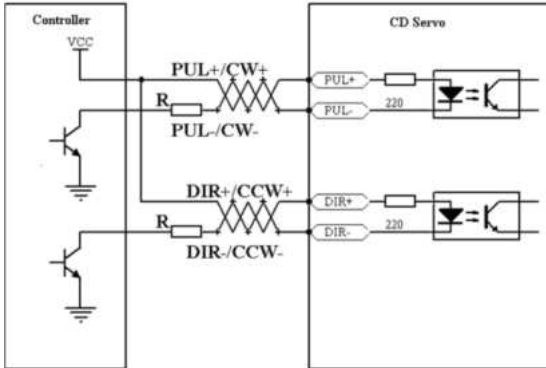 Controller
CD Servo
VCC
PUL+/CW+
PUL+
R
PUL-
220
PUL-/CW-
DIR+/CCW+
DIR+
R
DIR-
220
DIR-/CCW-